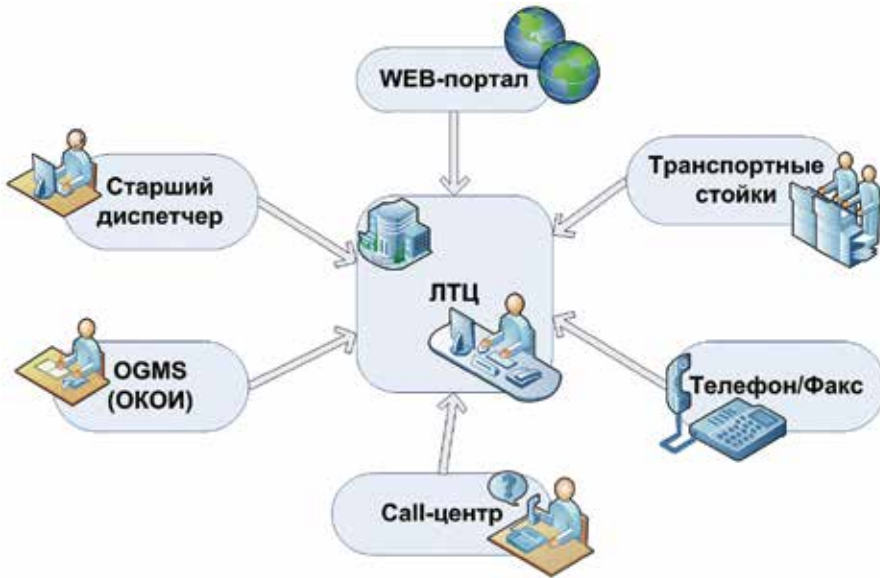 WEB-портал
Старший
диспетчер
Транспортные
стойки
ЛТЦ
OGMS
(ОКОИ)
Телефон/Факс
Call-центр
?